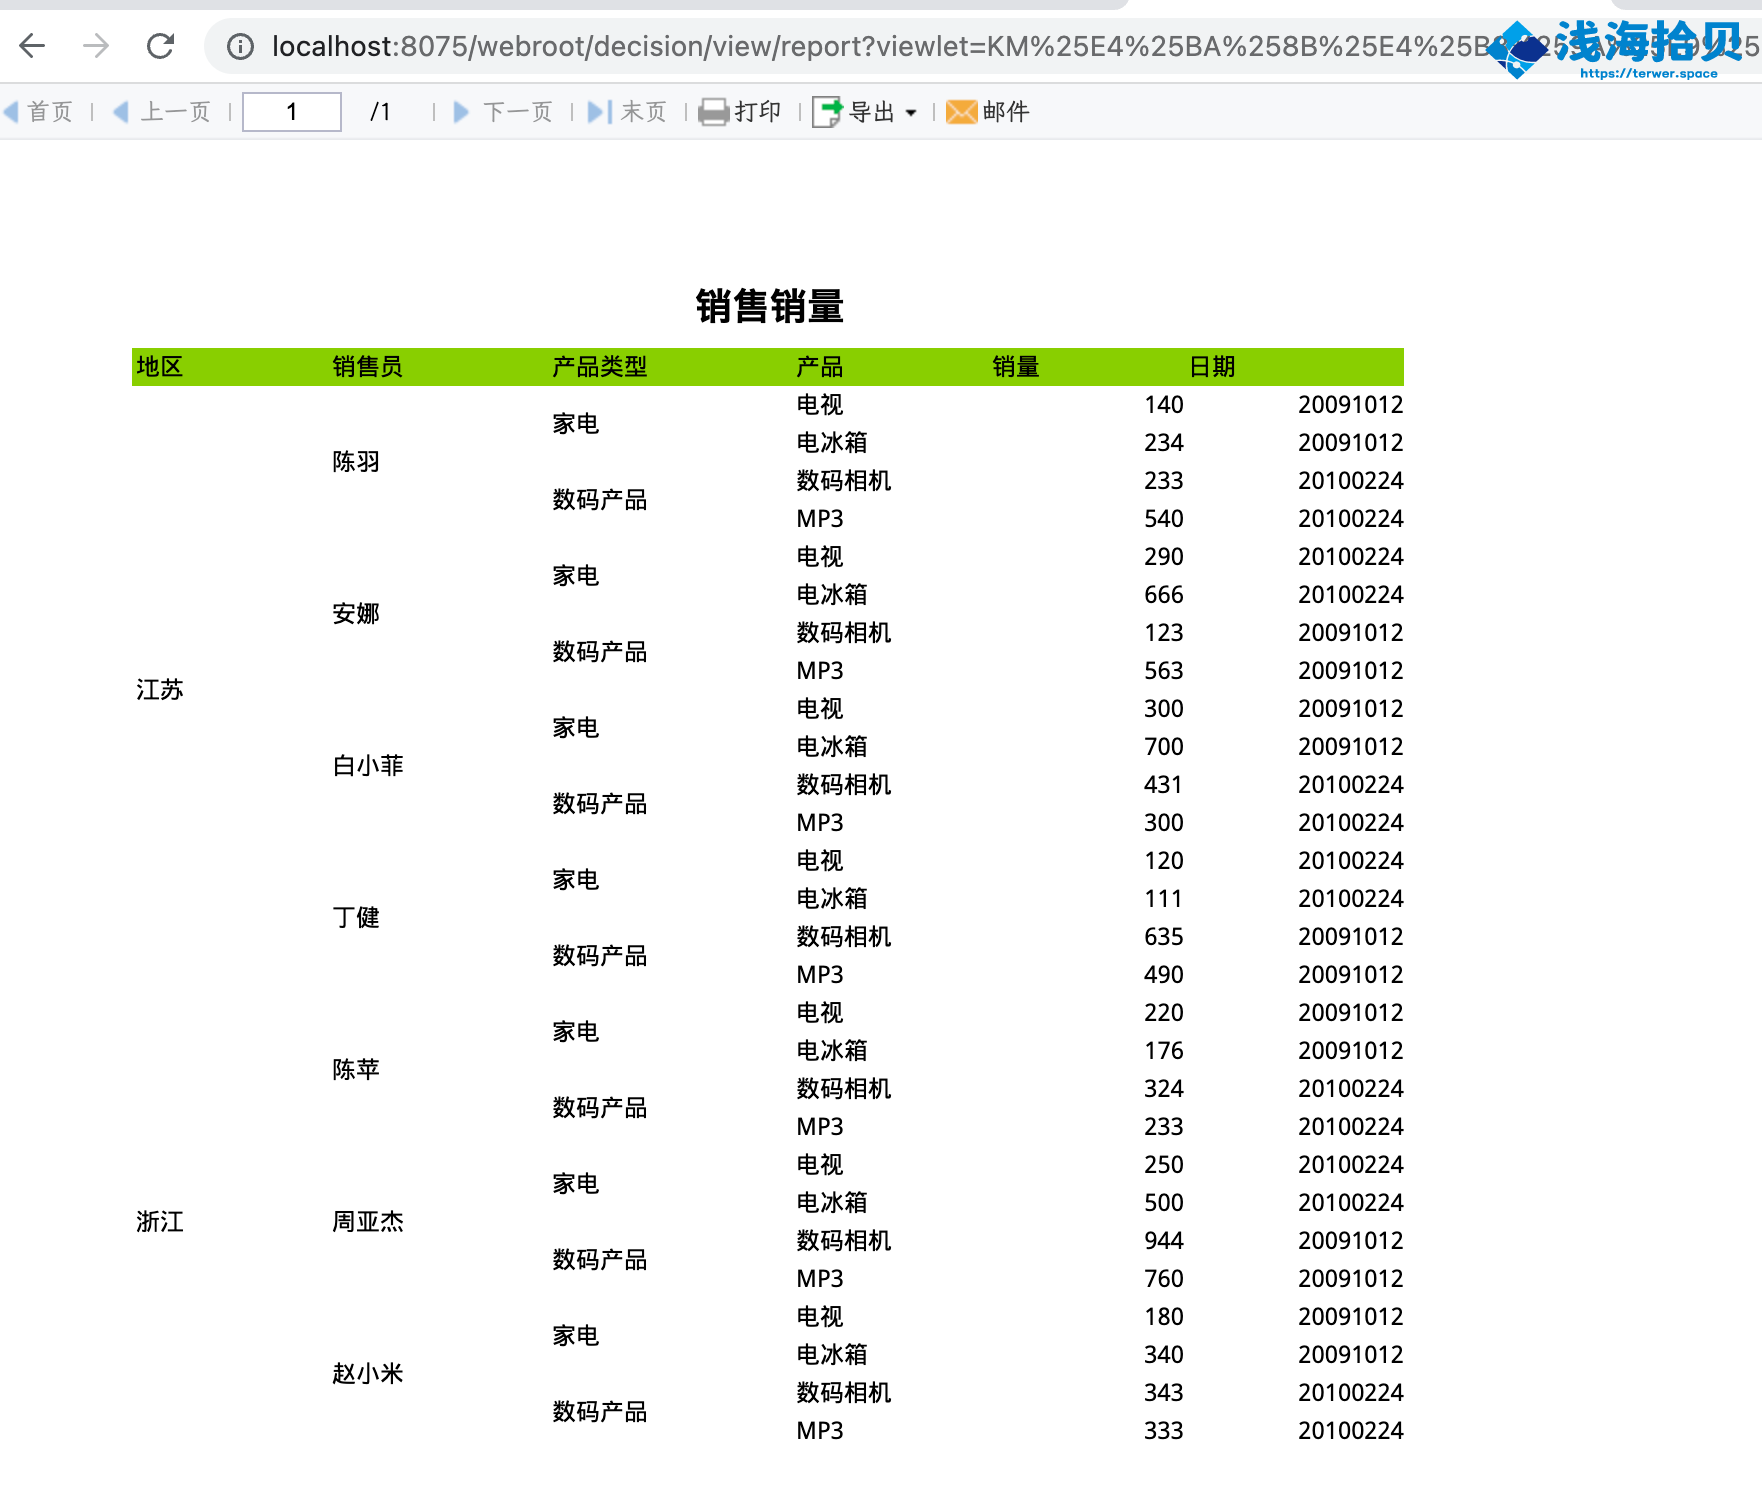 localhost:8075/webroot/decision/view/report?viewlet=KM%25E4%25BA%258B%25E4%25B
浅海拾贝
https://terwer.space
首页 | 上一页 | 1 /1 | 下一页 | 末页 | 打印 | 导出 | 邮件
销售销量
地区 销售员 产品类型 产品 销量 日期
电视 140 20091012
家电
电冰箱 234 20091012
陈羽
数码相机 233 20100224
数码产品
MP3 540 20100224
电视 290 20100224
家电
电冰箱 666 20100224
安娜
数码相机 123 20091012
数码产品
MP3 563 20091012
江苏
电视 300 20091012
家电
电冰箱 700 20091012
白小菲
数码相机 431 20100224
数码产品
MP3 300 20100224
电视 120 20100224
家电
电冰箱 111 20100224
丁健
数码相机 635 20091012
数码产品
MP3 490 20091012
电视 220 20091012
家电
电冰箱 176 20091012
陈苹
数码相机 324 20100224
数码产品
MP3 233 20100224
电视 250 20100224
家电
电冰箱 500 20100224
浙江 周亚杰
数码相机 944 20091012
数码产品
MP3 760 20091012
电视 180 20091012
家电
电冰箱 340 20091012
赵小米
数码相机 343 20100224
数码产品
MP3 333 20100224